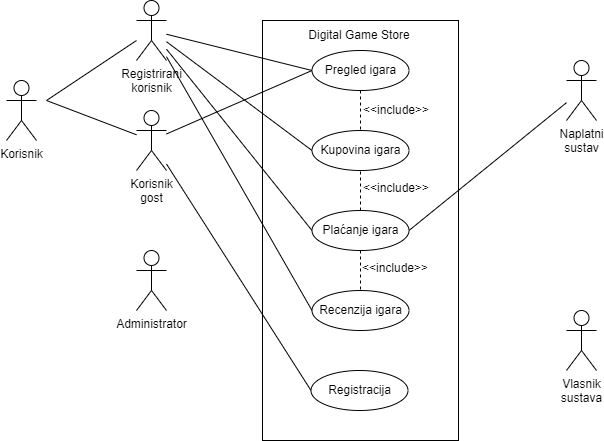 Digital Game Store
Registrirani
korisnik
Pregled igara
<<include>>
Korisnik
Kupovina igara
Naplatni
sustav
Korisnik
gost
<<include>>
Plaćanje igara
<<include>>
Administrator
Recenzija igara
Registracija
Vlasnik
sustava